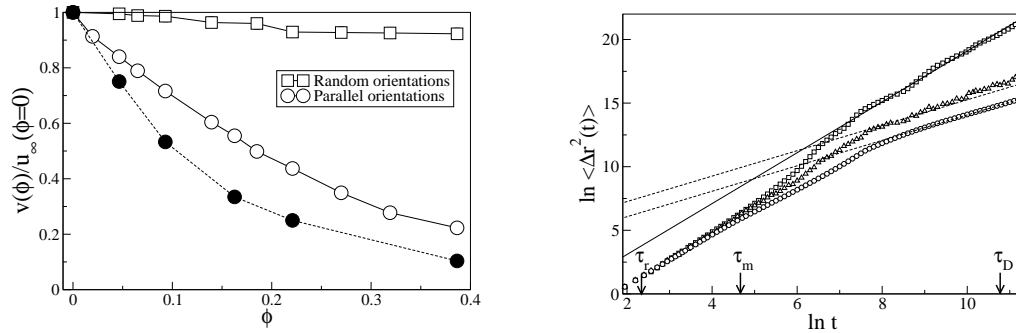 1
0.8
0.6
0.4
0.2
0
0
0.1
0.2
0.3
0.4
v(ϕ)/u∞(ϕ=0)
ϕ
Random orientations
Parallel orientations
20
15
10
5
0
2
4
6
8
10
ln <Δr²(t)>
ln t
τr
τm
τD